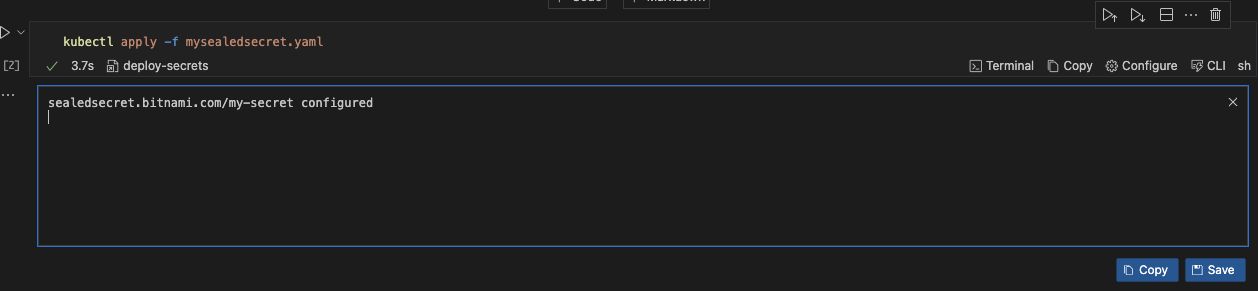 kubectl apply -f mysealedsecret.yaml
[2]
3.7s
deploy-secrets
Terminal
Copy
Configure
CLI
sh
sealedsecret.bitnami.com/my-secret configured
Copy
Save